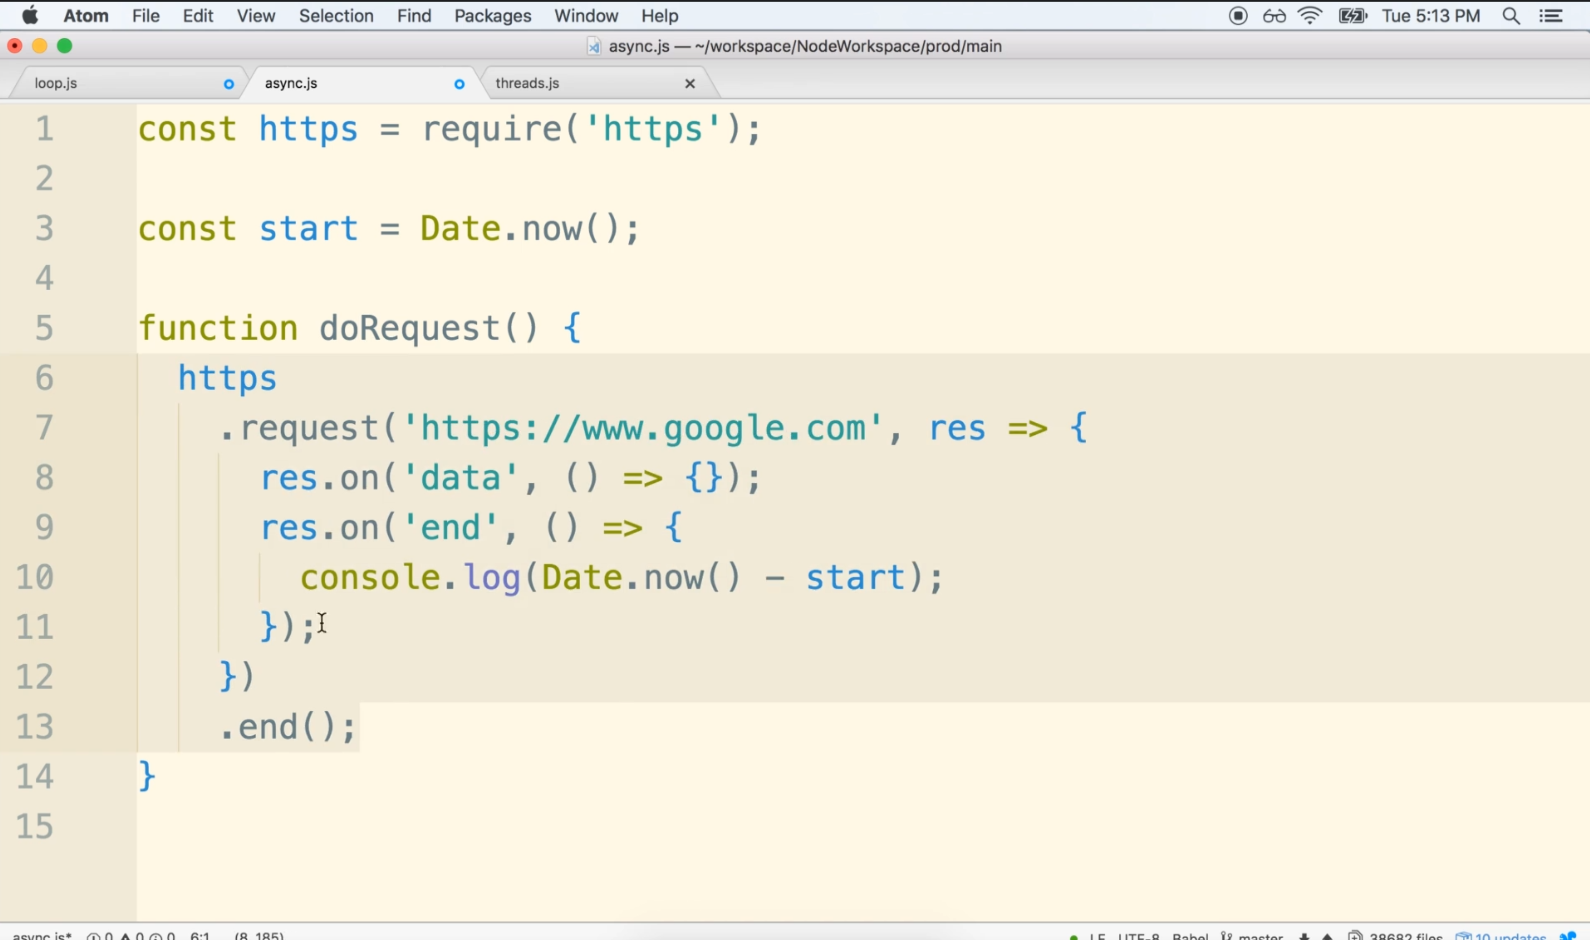 Atom File Edit View Selection Find Packages Window Help Tue 5:13 PM
async.js — ~/workspace/NodeWorkspace/prod/main
loop.js async.js threads.js
1 const https = require('https');
2
3 const start = Date.now();
4
5 function doRequest() {
6 https
7 .request('https://www.google.com', res => {
8 res.on('data', () => {});
9 res.on('end', () => {
10 console.log(Date.now() - start);
11 });
12 })
13 .end();
14 }
15
async.js* 0 0 0 6:1 (8, 185) LF UTF-8 Babel master 38682 files 10 updates